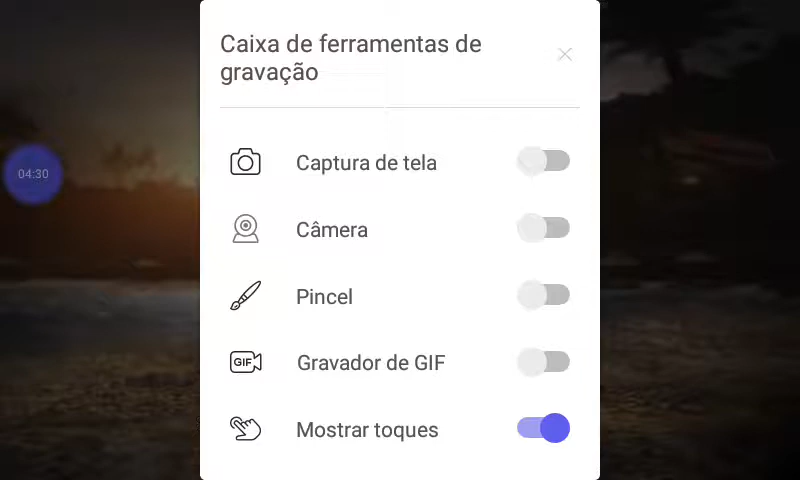 Caixa de ferramentas de
gravação
04:30
Captura de tela
Câmera
Pincel
GIF
Gravador de GIF
Mostrar toques